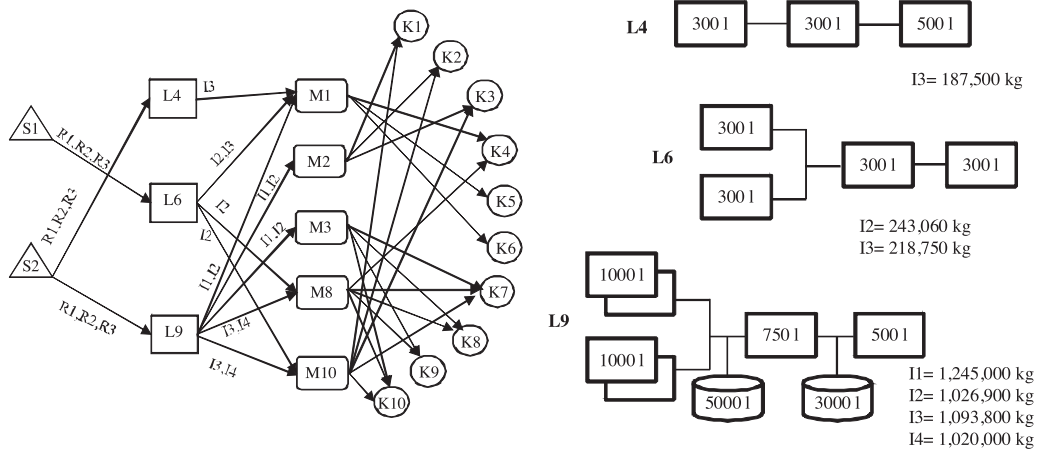 S1
S2
R1,R2,R3
R1,R2,R3
R1,R2,R3
L4
L6
L9
I3
I2,I3
I1,I2
I2
I2
I1,I2
I1,I2
I3,I4
I3,I4
M1
M2
M3
M8
M10
K1
K2
K3
K4
K5
K6
K7
K8
K9
K10
L4
300 l
300 l
500 l
I3= 187,500 kg
L6
300 l
300 l
300 l
300 l
I2= 243,060 kg
I3= 218,750 kg
L9
1000 l
1000 l
750 l
500 l
5000 l
3000 l
I1= 1,245,000 kg
I2= 1,026,900 kg
I3= 1,093,800 kg
I4= 1,020,000 kg